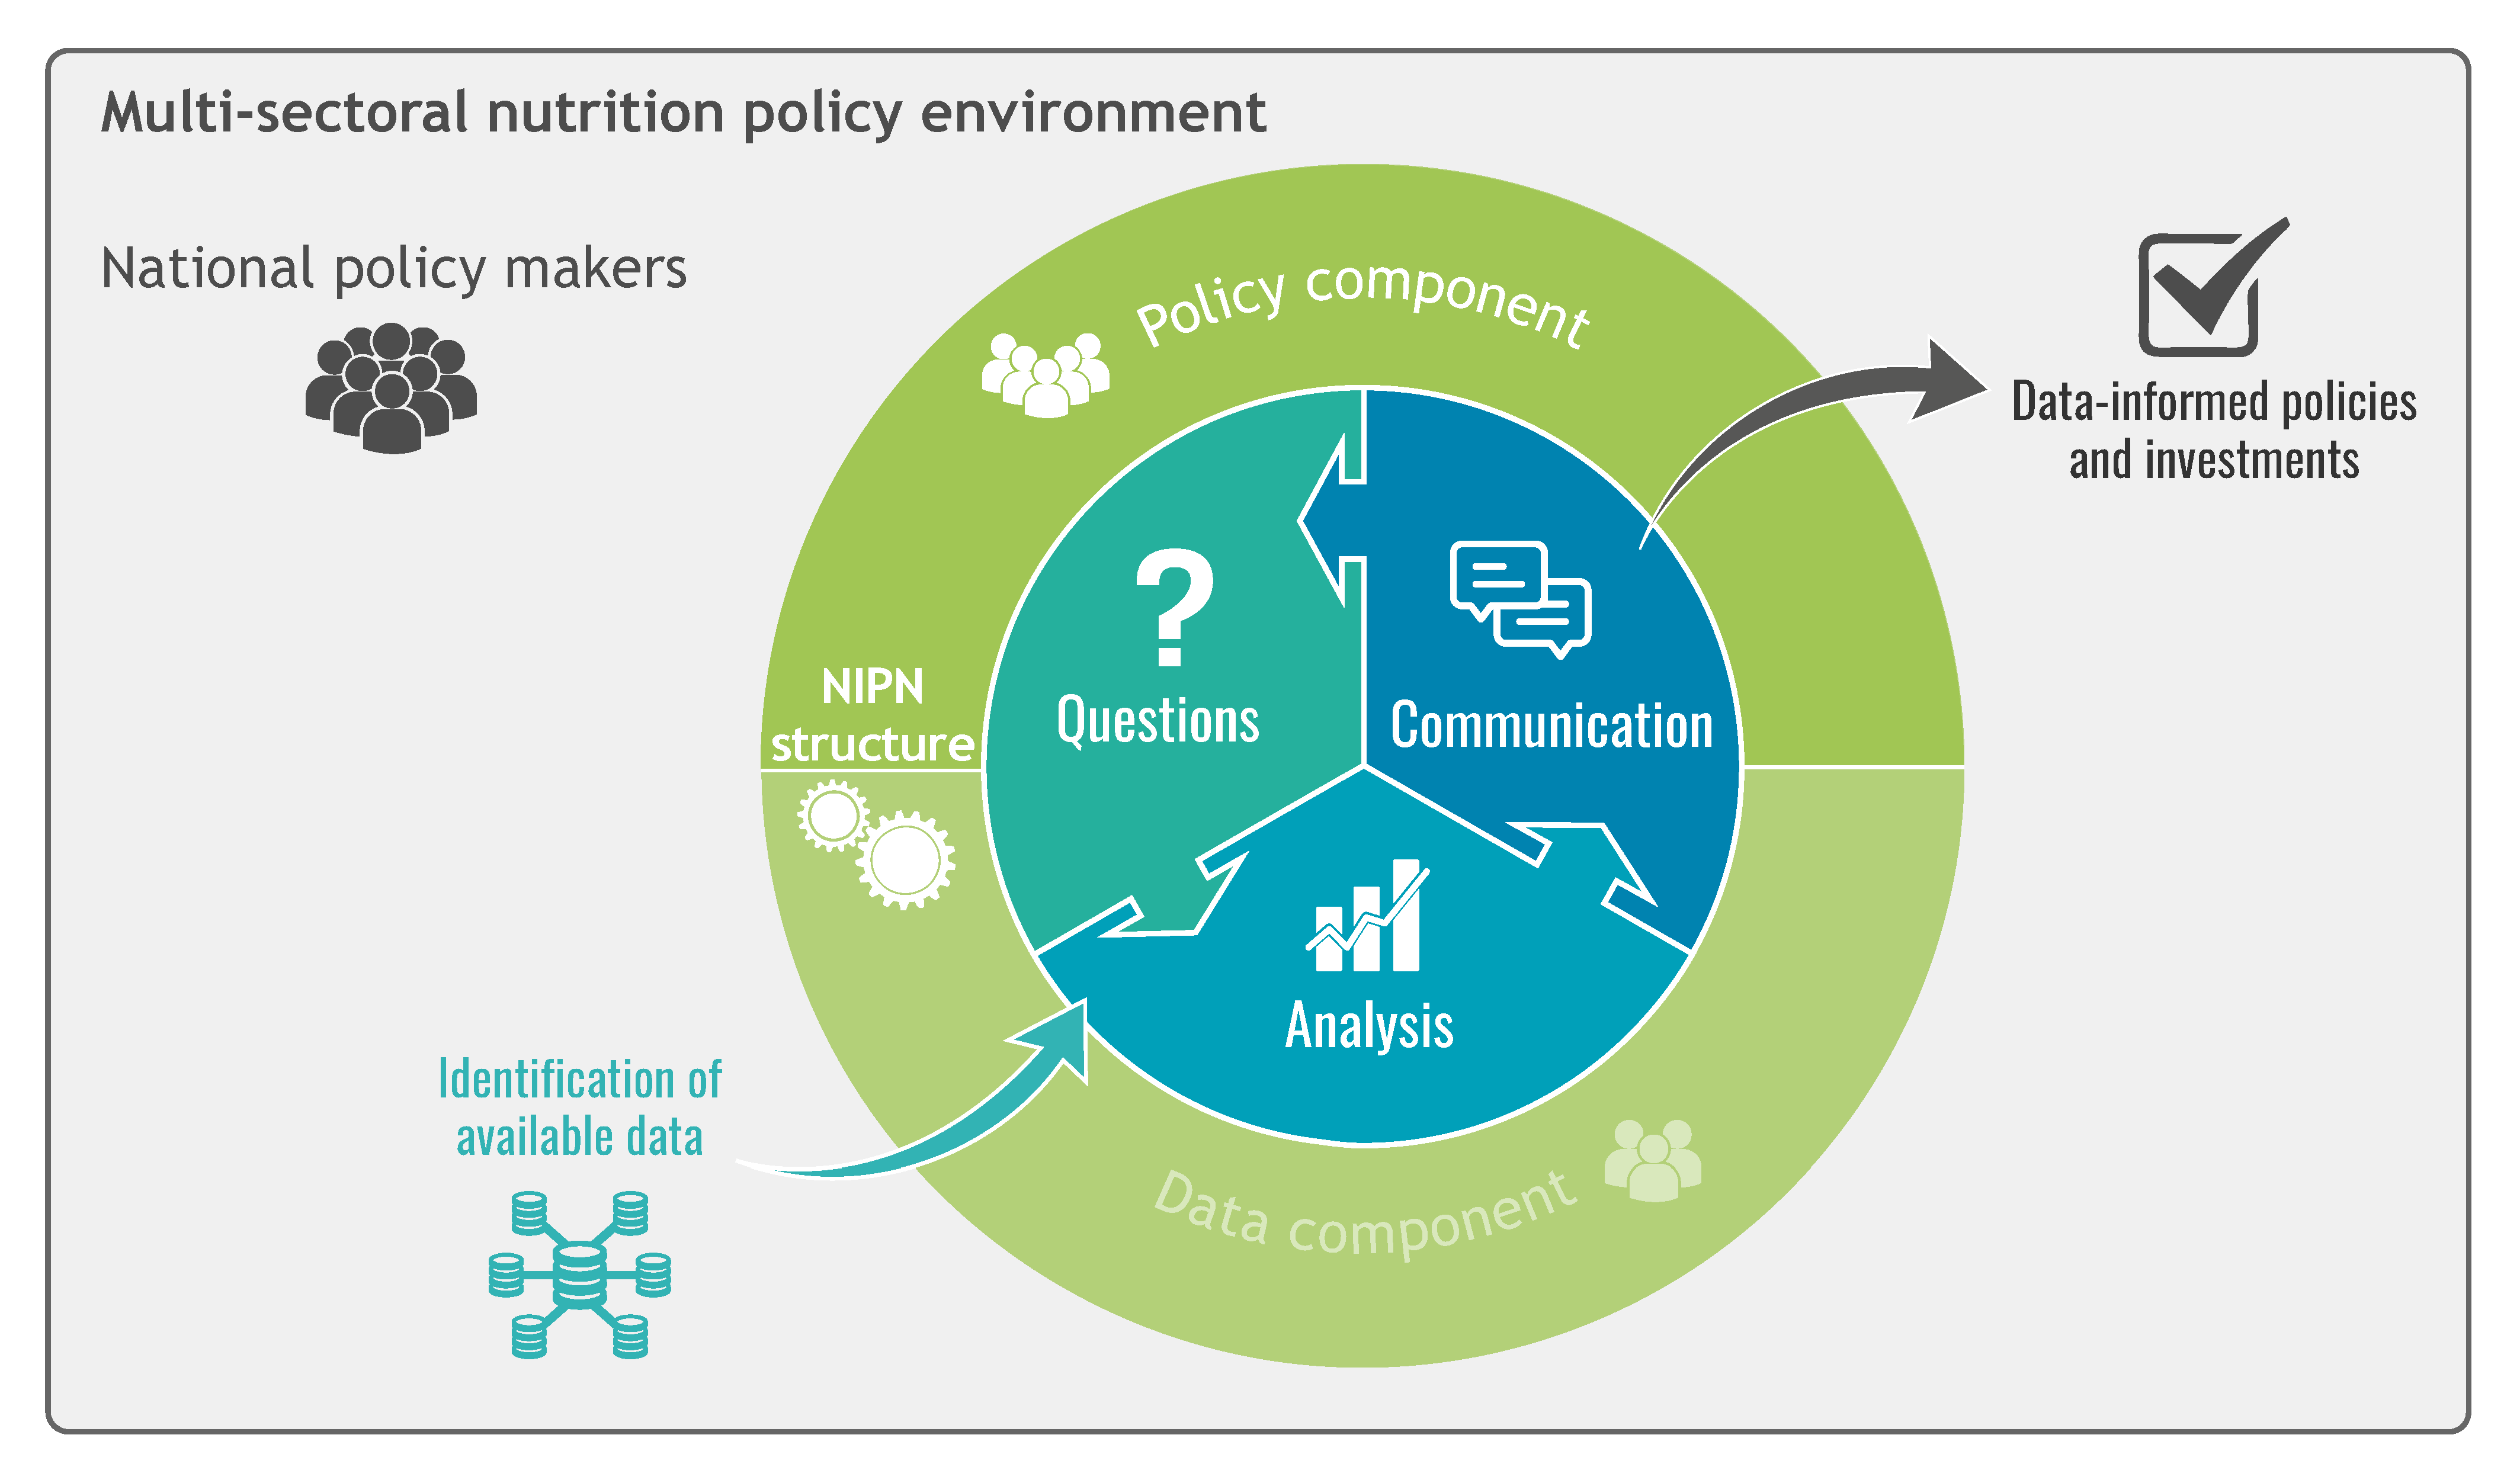 Multi-sectoral nutrition policy environment
National policy makers
Policy component
Data-informed policies
and investments
NIPN
structure
?
Questions
Communication
Analysis
Identification of
available data
Data component